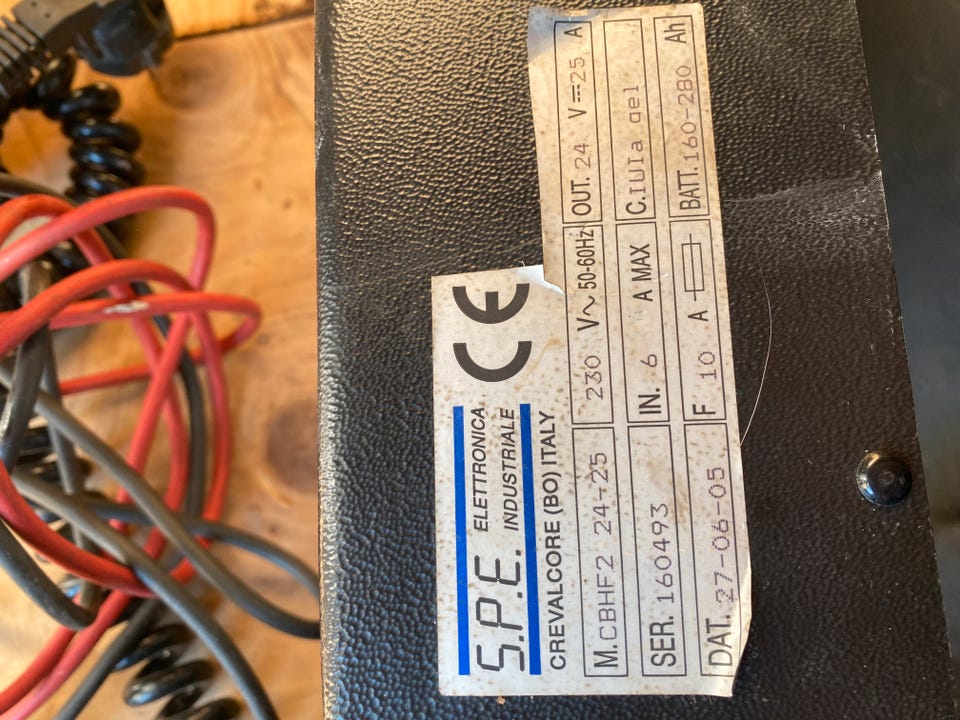 S.P.E. ELETTRONICA
INDUSTRIALE
CE
CREVALCORE (BO) ITALY
M. CBHF2 24-25 230 V~ 50-60Hz OUT. 24 V⎓25 A
SER. 160493 IN. 6 A MAX C.IUIa gel
DAT. 27-06-05 F 10 A BATT. 160-280 Ah